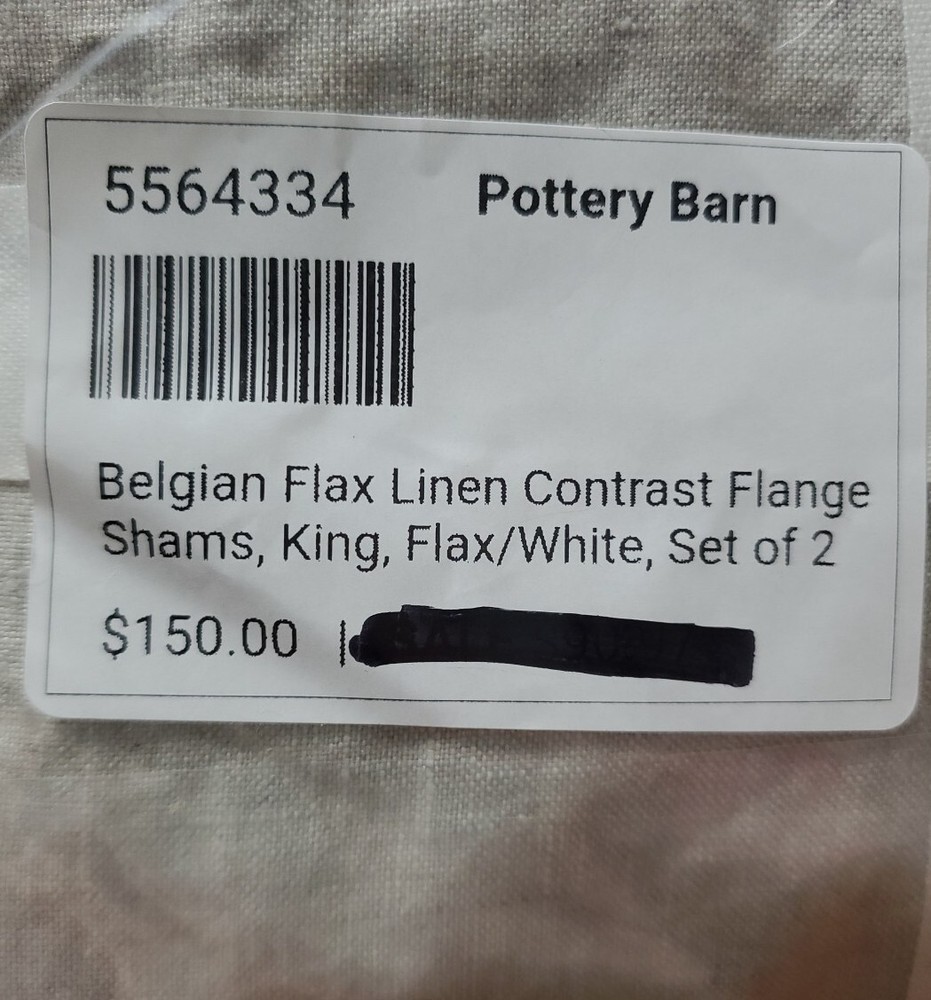 5564334 Pottery Barn
Belgian Flax Linen Contrast Flange
Shams, King, Flax/White, Set of 2
$150.00 |